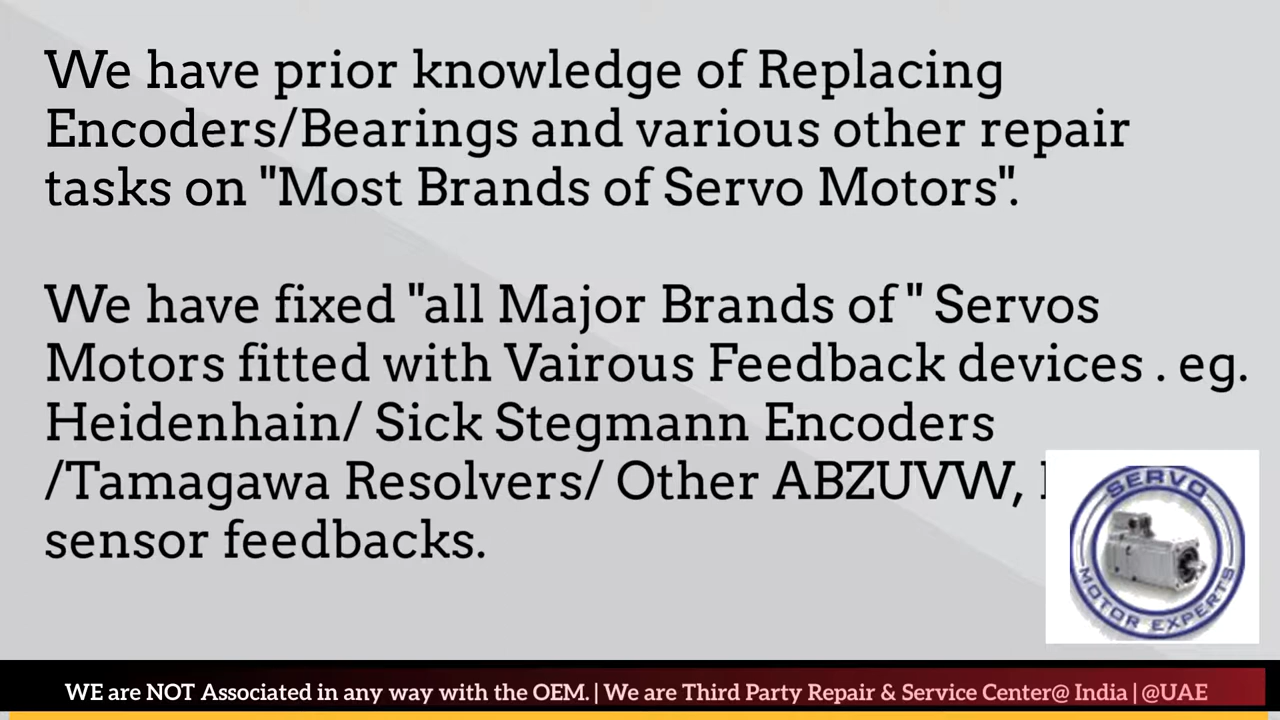 We have prior knowledge of Replacing
Encoders/Bearings and various other repair
tasks on "Most Brands of Servo Motors".
We have fixed "all Major Brands of " Servos
Motors fitted with Vairous Feedback devices . eg.
Heidenhain/ Sick Stegmann Encoders
/Tamagawa Resolvers/ Other ABZUVW,
sensor feedbacks.
SERVO
MOTOR EXPERTS
WE are NOT Associated in any way with the OEM. | We are Third Party Repair & Service Center@ India | @UAE